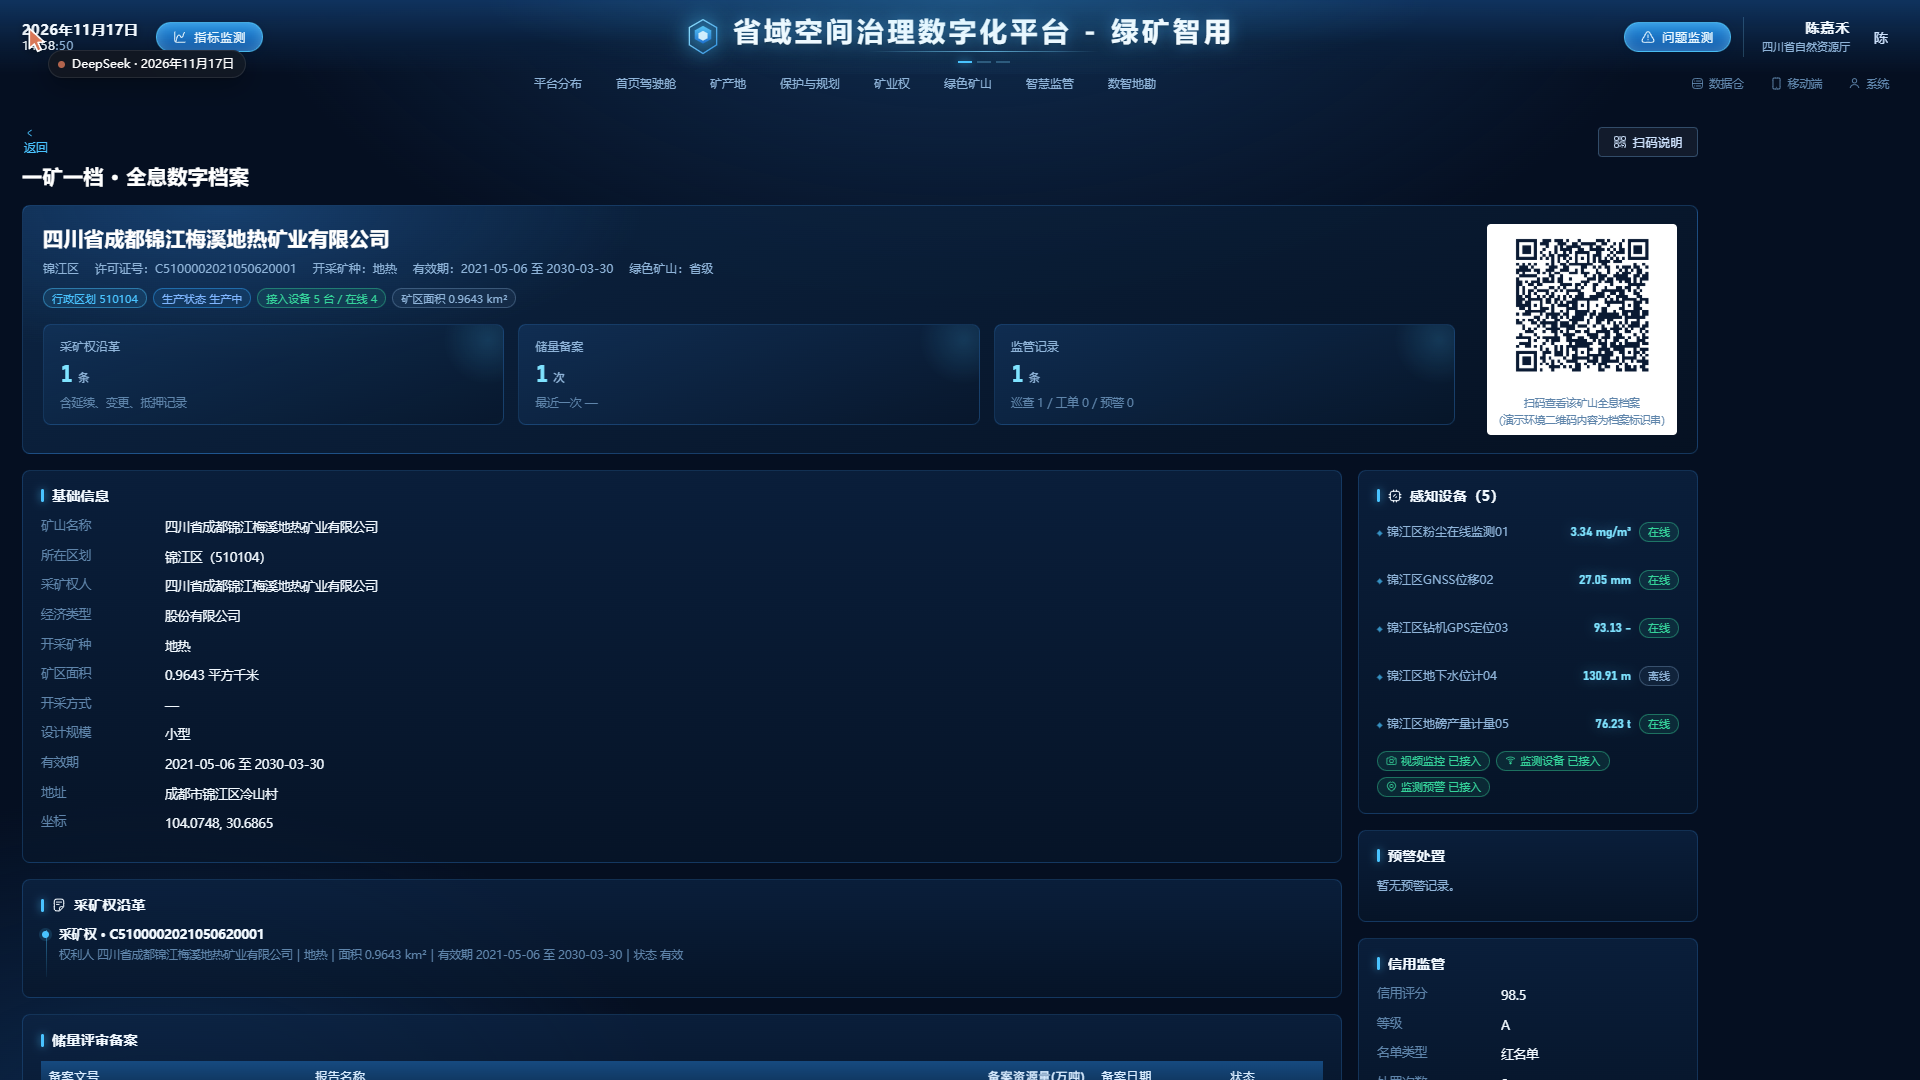 2026年11月17日
指标监测
省域空间治理数字化平台 - 绿矿智用
问题监测
陈嘉禾
四川省自然资源厅
陈
DeepSeek · 2026年11月17日
平台分布
首页驾驶舱
矿产地
保护与规划
矿业权
绿色矿山
智慧监管
数智地勘
数据仓
移动端
系统
返回
扫码说明
一矿一档 • 全息数字档案
四川省成都锦江梅溪地热矿业有限公司
锦江区 许可证号：C5100002021050620001 开采矿种：地热 有效期：2021-05-06 至 2030-03-30 绿色矿山：省级
行政区划 510104
生产状态 生产中
接入设备 5 台 / 在线 4
矿区面积 0.9643 km²
采矿权沿革
1 条
含延续、变更、抵押记录
储量备案
1 次
最近一次 —
监管记录
1 条
巡查 1 / 工单 0 / 预警 0
扫码查看该矿山全息档案
（演示环境二维码内容为档案标识串）
基础信息
矿山名称 四川省成都锦江梅溪地热矿业有限公司
所在区划 锦江区（510104）
采矿权人 四川省成都锦江梅溪地热矿业有限公司
经济类型 股份有限公司
开采矿种 地热
矿区面积 0.9643 平方千米
开采方式 —
设计规模 小型
有效期 2021-05-06 至 2030-03-30
地址 成都市锦江区冷山村
坐标 104.0748, 30.6865
感知设备（5）
锦江区粉尘在线监测01 3.34 mg/m³ 在线
锦江区GNSS位移02 27.05 mm 在线
锦江区钻机GPS定位03 93.13 – 在线
锦江区地下水位计04 130.91 m 离线
锦江区地磅产量计量05 76.23 t 在线
视频监控 已接入
监测设备 已接入
监测预警 已接入
预警处置
暂无预警记录。
采矿权沿革
采矿权 • C5100002021050620001
权利人 四川省成都锦江梅溪地热矿业有限公司 | 地热 | 面积 0.9643 km² | 有效期 2021-05-06 至 2030-03-30 | 状态 有效
信用监管
信用评分 98.5
等级 A
名单类型 红名单
储量评审备案
备案文号 报告名称 备案资源量(万吨) 备案日期 状态